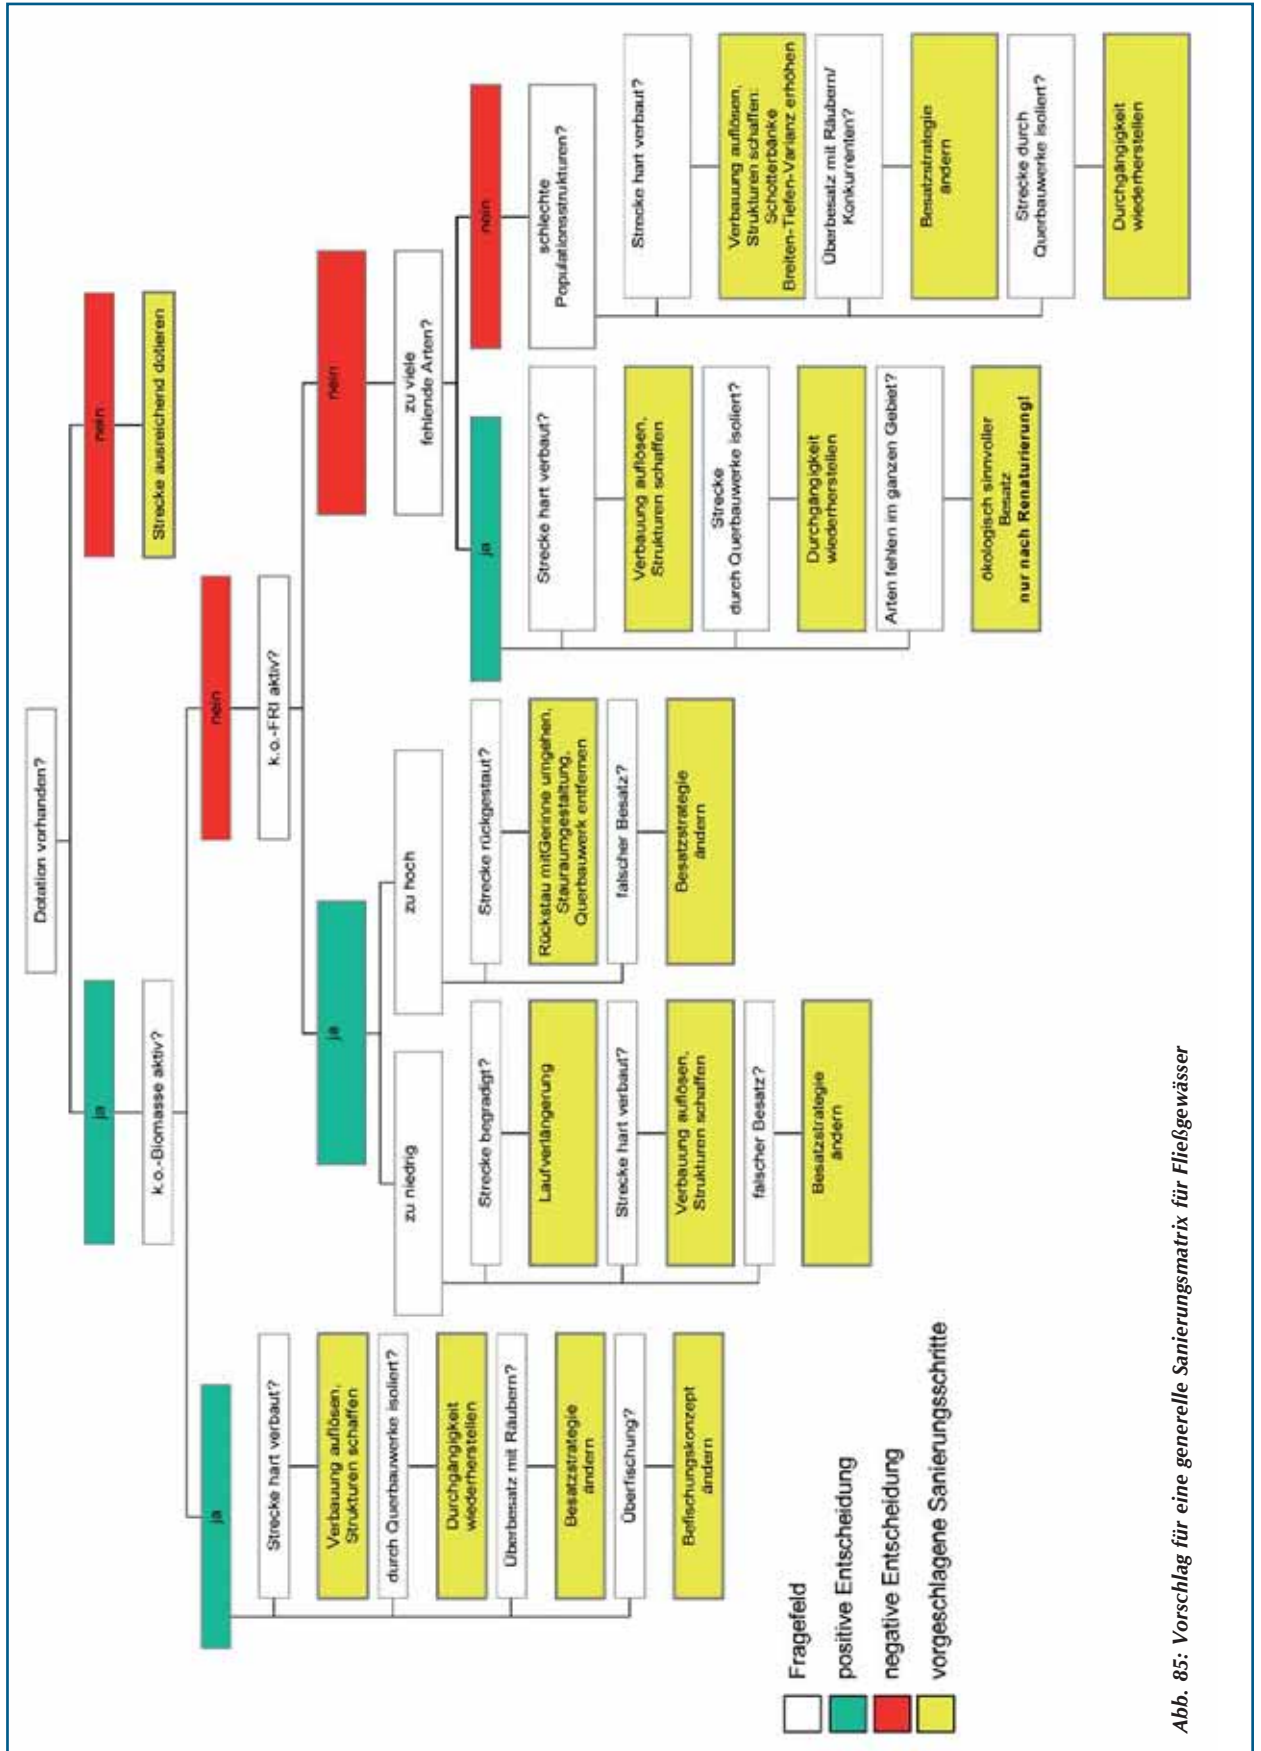 Dotation vorhanden?
ja
nein
k.o.-Biomasse aktiv?
Strecke ausreichend dotieren
ja
nein
Strecke hart verbaut?
Verbauung auflösen,
Strukturen schaffen
durch Querbauwerke isoliert?
Durchgängigkeit
wiederherstellen
Überbesatz mit Räubern?
Besatzstrategie
ändern
Überfischung?
Befischungskonzept
ändern
k.o.-FRI aktiv?
ja
nein
zu niedrig
zu hoch
Strecke begradigt?
Laufverlängerung
Strecke hart verbaut?
Verbauung auflösen,
Strukturen schaffen
falscher Besatz?
Besatzstrategie
ändern
Strecke rückgestaut?
Rückstau mitGerinne umgehen,
Stauraumgestaltung,
Querbauwerk entfernen
falscher Besatz?
Besatzstrategie
ändern
zu viele
fehlende Arten?
ja
nein
Strecke hart verbaut?
Verbauung auflösen,
Strukturen schaffen
Strecke
durch Querbauwerke isoliert?
Durchgängigkeit
wiederherstellen
Arten fehlen im ganzen Gebiet?
ökologisch sinnvoller
Besatz
nur nach Renaturierung!
schlechte
Populationsstrukturen?
Strecke hart verbaut?
Verbauung auflösen,
Strukturen schaffen:
Schotterbänke
Breiten-Tiefen-Varianz erhöhen
Überbesatz mit Räubern/
Konkurrenten?
Besatzstrategie
ändern
Strecke durch
Querbauwerke isoliert?
Durchgängigkeit
wiederherstellen
Fragefeld
positive Entscheidung
negative Entscheidung
vorgeschlagene Sanierungsschritte
Abb. 85: Vorschlag für eine generelle Sanierungsmatrix für Fließgewässer